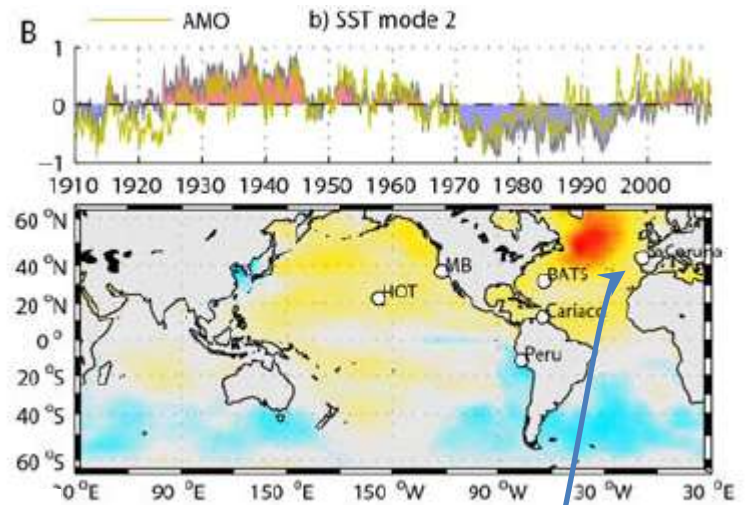 B
AMO b) SST mode 2
1
0
-1
1910 1920 1930 1940 1950 1960 1970 1980 1990 2000
60 °N
40 °N
20 °N
0 °
20 °S
40 °S
60 °S
MB
HOT
BATS
Coruna
Cariaco
Peru
~0 °E 90 °E 150 °E 150 °W 90 °W 30 °W 30 °E